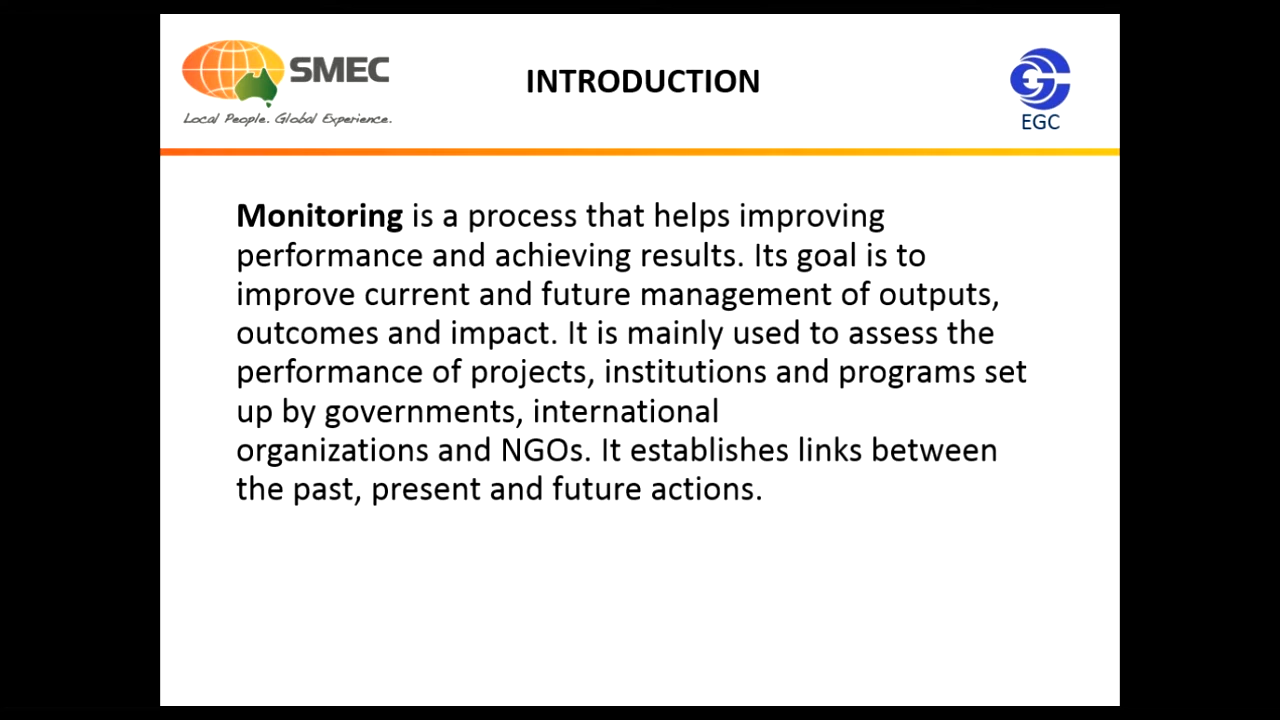 SMEC
Local People. Global Experience.
INTRODUCTION
EGC
Monitoring is a process that helps improving
performance and achieving results. Its goal is to
improve current and future management of outputs,
outcomes and impact. It is mainly used to assess the
performance of projects, institutions and programs set
up by governments, international
organizations and NGOs. It establishes links between
the past, present and future actions.